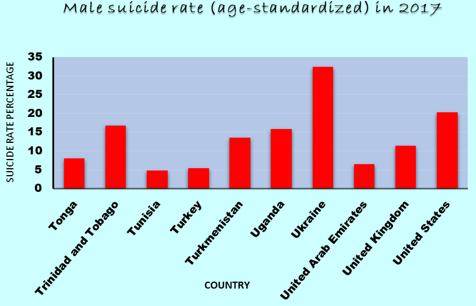 Male suicide rate (age-standardized) in 2017
SUICIDE RATE PERCENTAGE
35
30
25
20
15
10
5
0
Tonga
Trinidad and Tobago
Tunisia
Turkey
Turkmenistan
Uganda
Ukraine
United Arab Emirates
United Kingdom
United States
COUNTRY